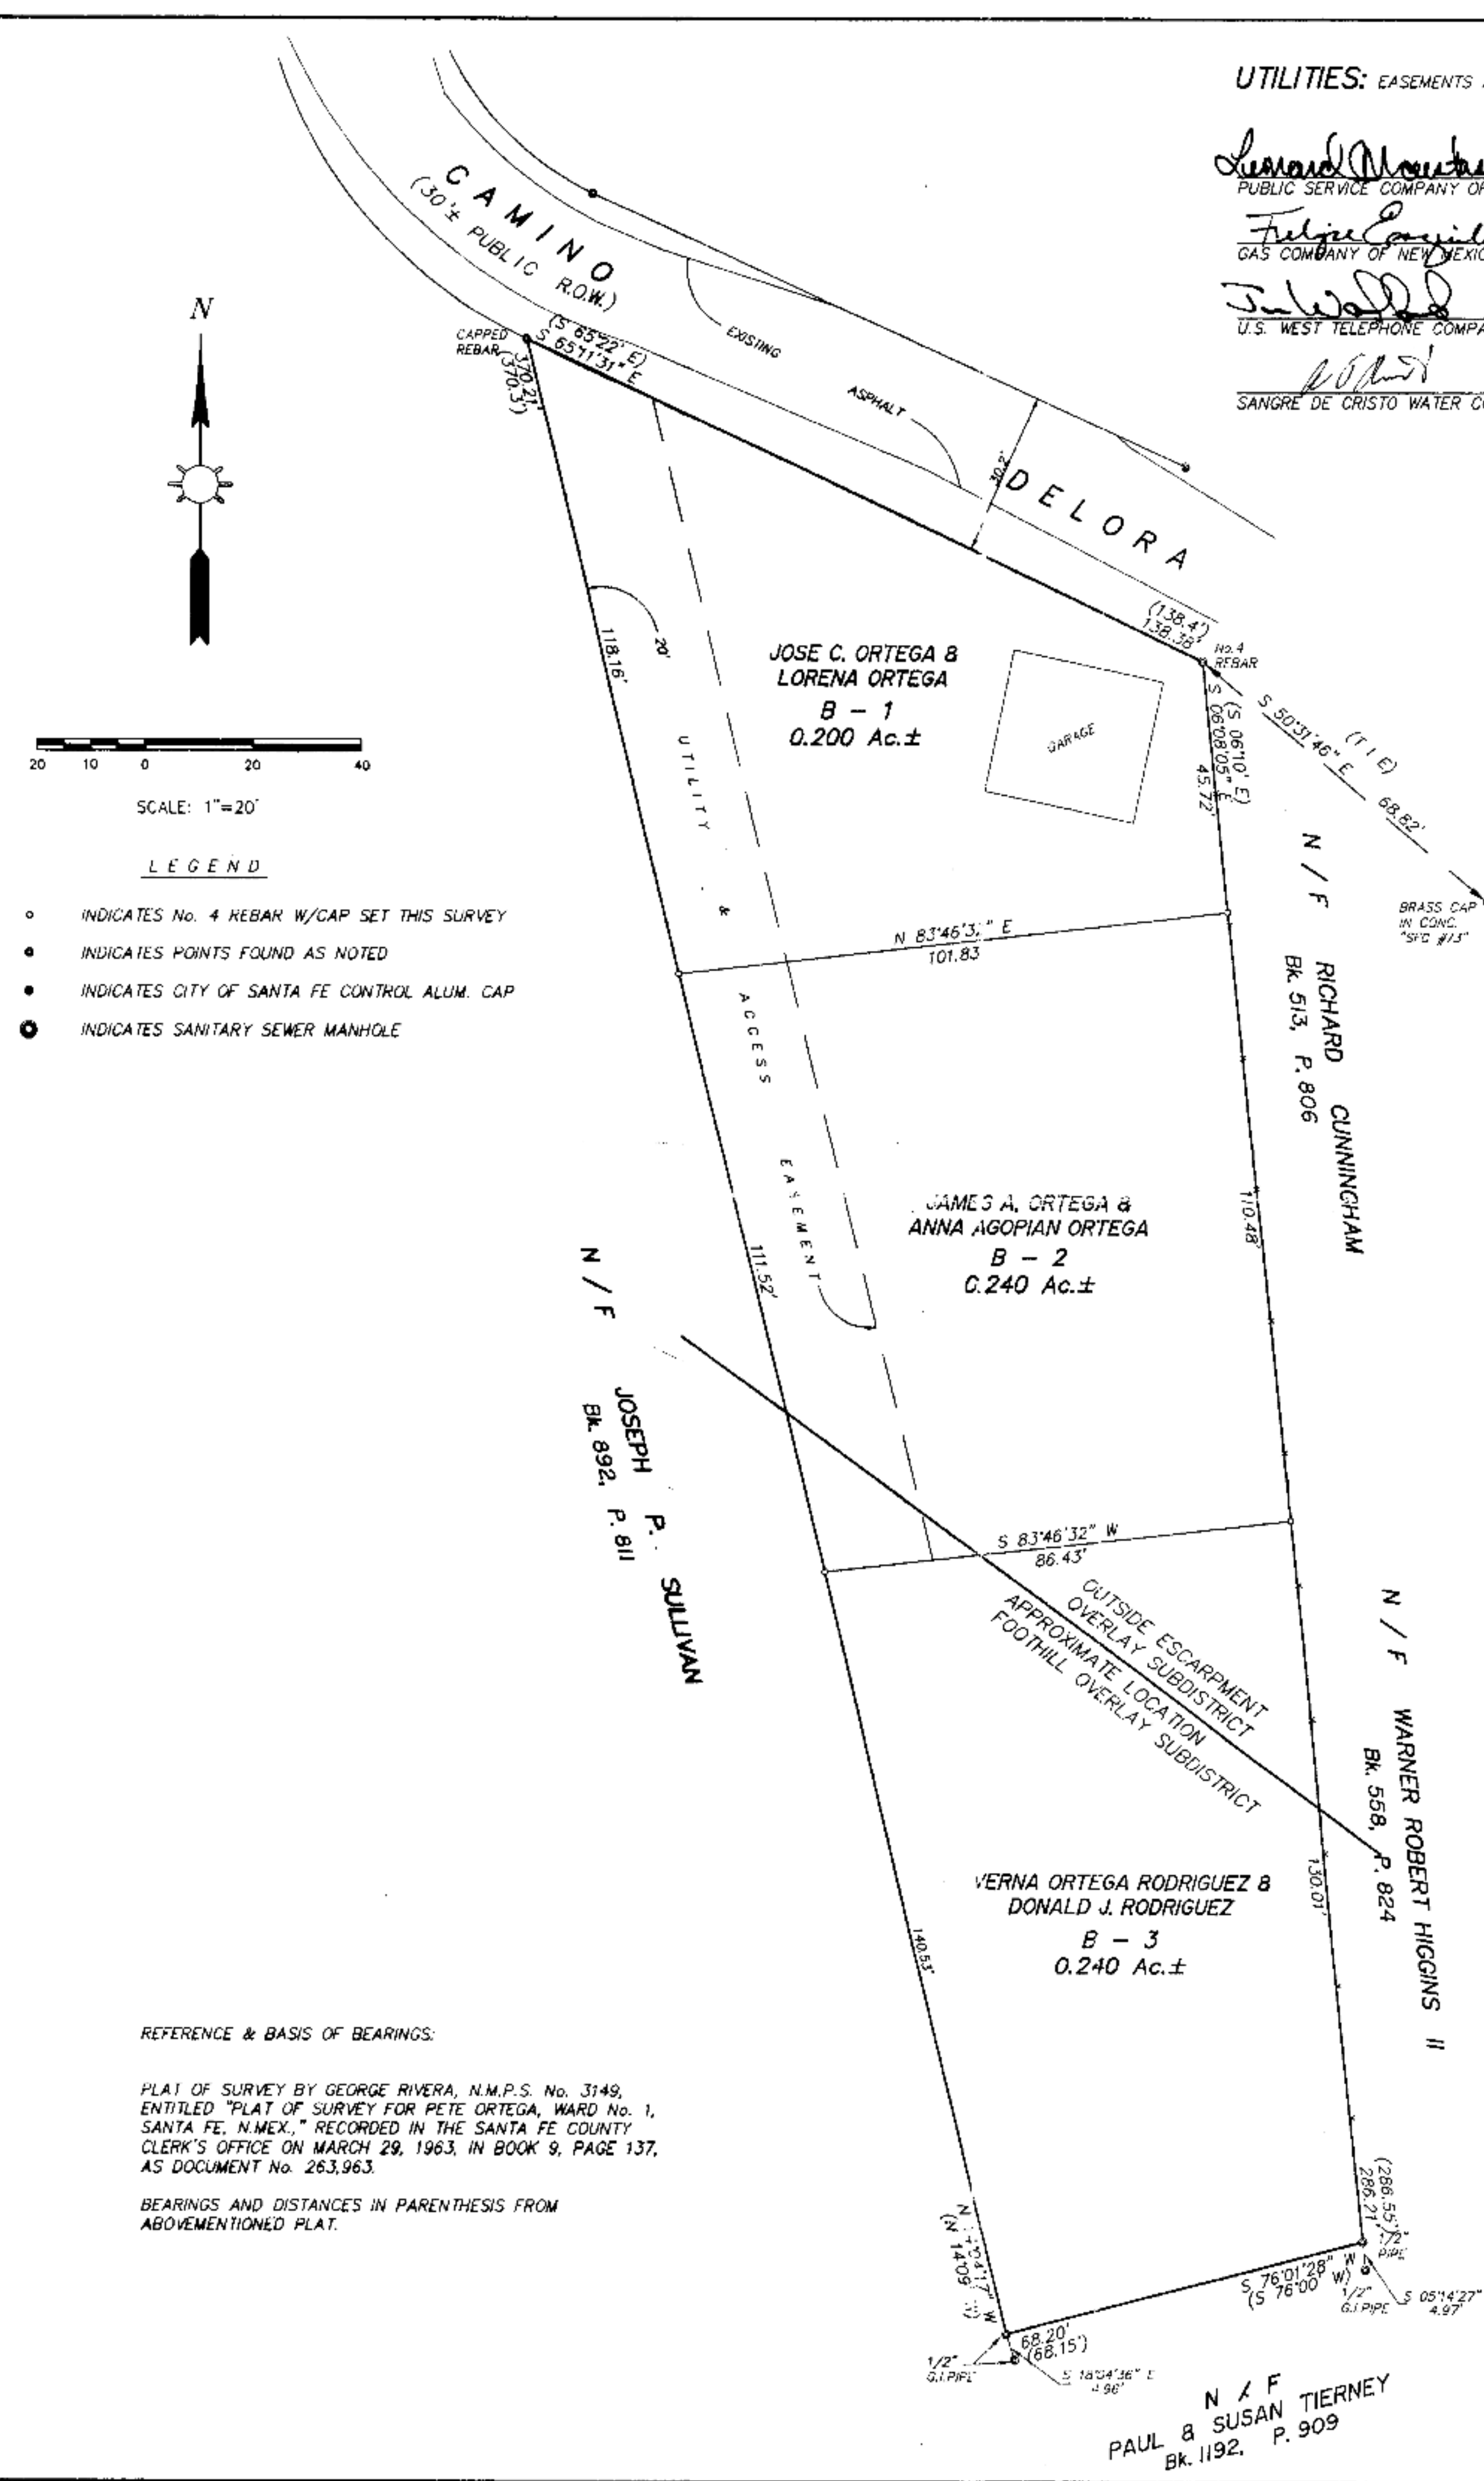 UTILITIES: EASEMENTS
PUBLIC SERVICE COMPANY OF
GAS COMPANY OF NEW MEXICO
U.S. WEST TELEPHONE COMPA
SANGRE DE CRISTO WATER C
CAMINO
(30'± PUBLIC R.O.W.)
DELORA
EXISTING
ASPHALT
30.2'
N
CAPPED
REBAR
370.21'
(370.3')
(S 65°22' E)
S 65°11'31" E
(138.4')
138.38'
No. 4
REBAR
(S 06°10' E)
S 06°08'05" E
45.72'
S 50°31'46" E
(TIE)
68.82'
BRASS CAP
IN CONC.
"SFC #13"
20 10 0 20 40
SCALE: 1"=20'
LEGEND
INDICATES No. 4 REBAR W/CAP SET THIS SURVEY
INDICATES POINTS FOUND AS NOTED
INDICATES CITY OF SANTA FE CONTROL ALUM. CAP
INDICATES SANITARY SEWER MANHOLE
118.16'
20'
UTILITY &
ACCESS
EASEMENT
JOSE C. ORTEGA &
LORENA ORTEGA
B - 1
0.200 Ac.±
GARAGE
101.83
N/F RICHARD CUNNINGHAM
Bk. 513, P. 806
JAMES A. ORTEGA &
ANNA AGOPIAN ORTEGA
B - 2
0.240 Ac.±
110.48'
111.52'
N/F JOSEPH P. SULLIVAN
Bk. 892, P. 811
S 83°46'32" W
86.43'
OUTSIDE ESCARPMENT
OVERLAY SUBDISTRICT
APPROXIMATE LOCATION
FOOTHILL OVERLAY SUBDISTRICT
N/F WARNER ROBERT HIGGINS II
Bk. 558, P. 824
130.01'
VERNA ORTEGA RODRIGUEZ &
DONALD J. RODRIGUEZ
B - 3
0.240 Ac.±
140.53'
REFERENCE & BASIS OF BEARINGS:
PLAT OF SURVEY BY GEORGE RIVERA, N.M.P.S. No. 3149,
ENTITLED "PLAT OF SURVEY FOR PETE ORTEGA, WARD No. 1,
SANTA FE, N.MEX.," RECORDED IN THE SANTA FE COUNTY
CLERK'S OFFICE ON MARCH 29, 1963, IN BOOK 9, PAGE 137,
AS DOCUMENT No. 263,963.
BEARINGS AND DISTANCES IN PARENTHESIS FROM
ABOVEMENTIONED PLAT.
(286.55')
286.21'
1/2"
PIPE
S 76°01'28" W
(S 76°00' W)
1/2"
G.I.PIPE
S 05°14'27"
4.97'
68.20'
(68.15')
1/2"
G.I.PIPE
S 18°04'36" E
4.96'
N/F
PAUL & SUSAN TIERNEY
Bk. 1192, P. 909